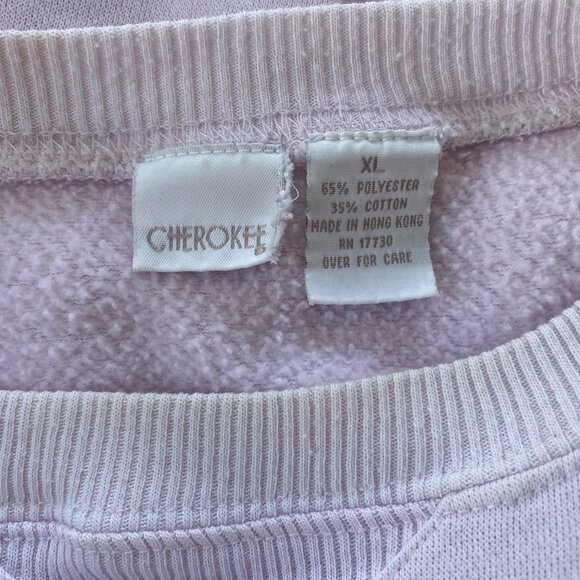 CHEROKEE
XL
65% POLYESTER
35% COTTON
MADE IN HONG KONG
RN 17730
OVER FOR CARE